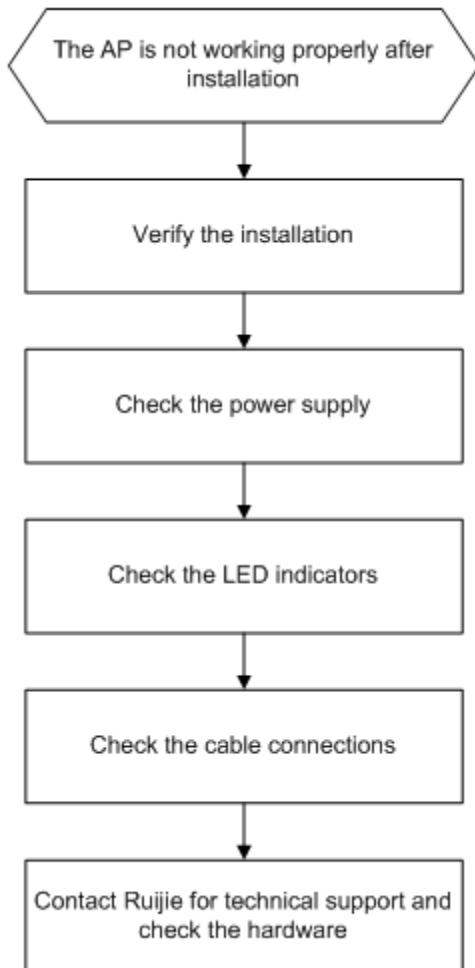 The AP is not working properly after
installation
Verify the installation
Check the power supply
Check the LED indicators
Check the cable connections
Contact Ruijie for technical support and
check the hardware